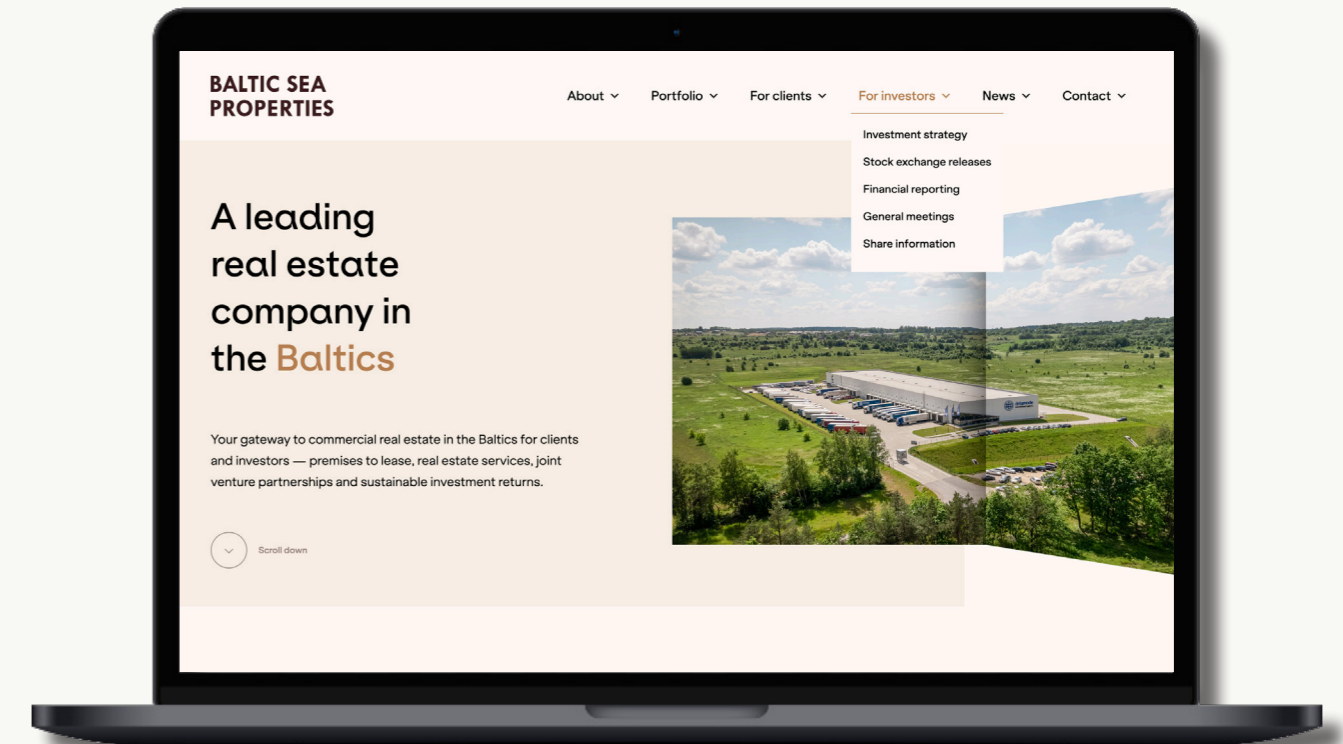 BALTIC SEA
PROPERTIES
About
Portfolio
For clients
For investors
News
Contact
Investment strategy
Stock exchange releases
Financial reporting
General meetings
Share information
A leading
real estate
company in
the Baltics
Your gateway to commercial real estate in the Baltics for clients
and investors — premises to lease, real estate services, joint
venture partnerships and sustainable investment returns.
Scroll down